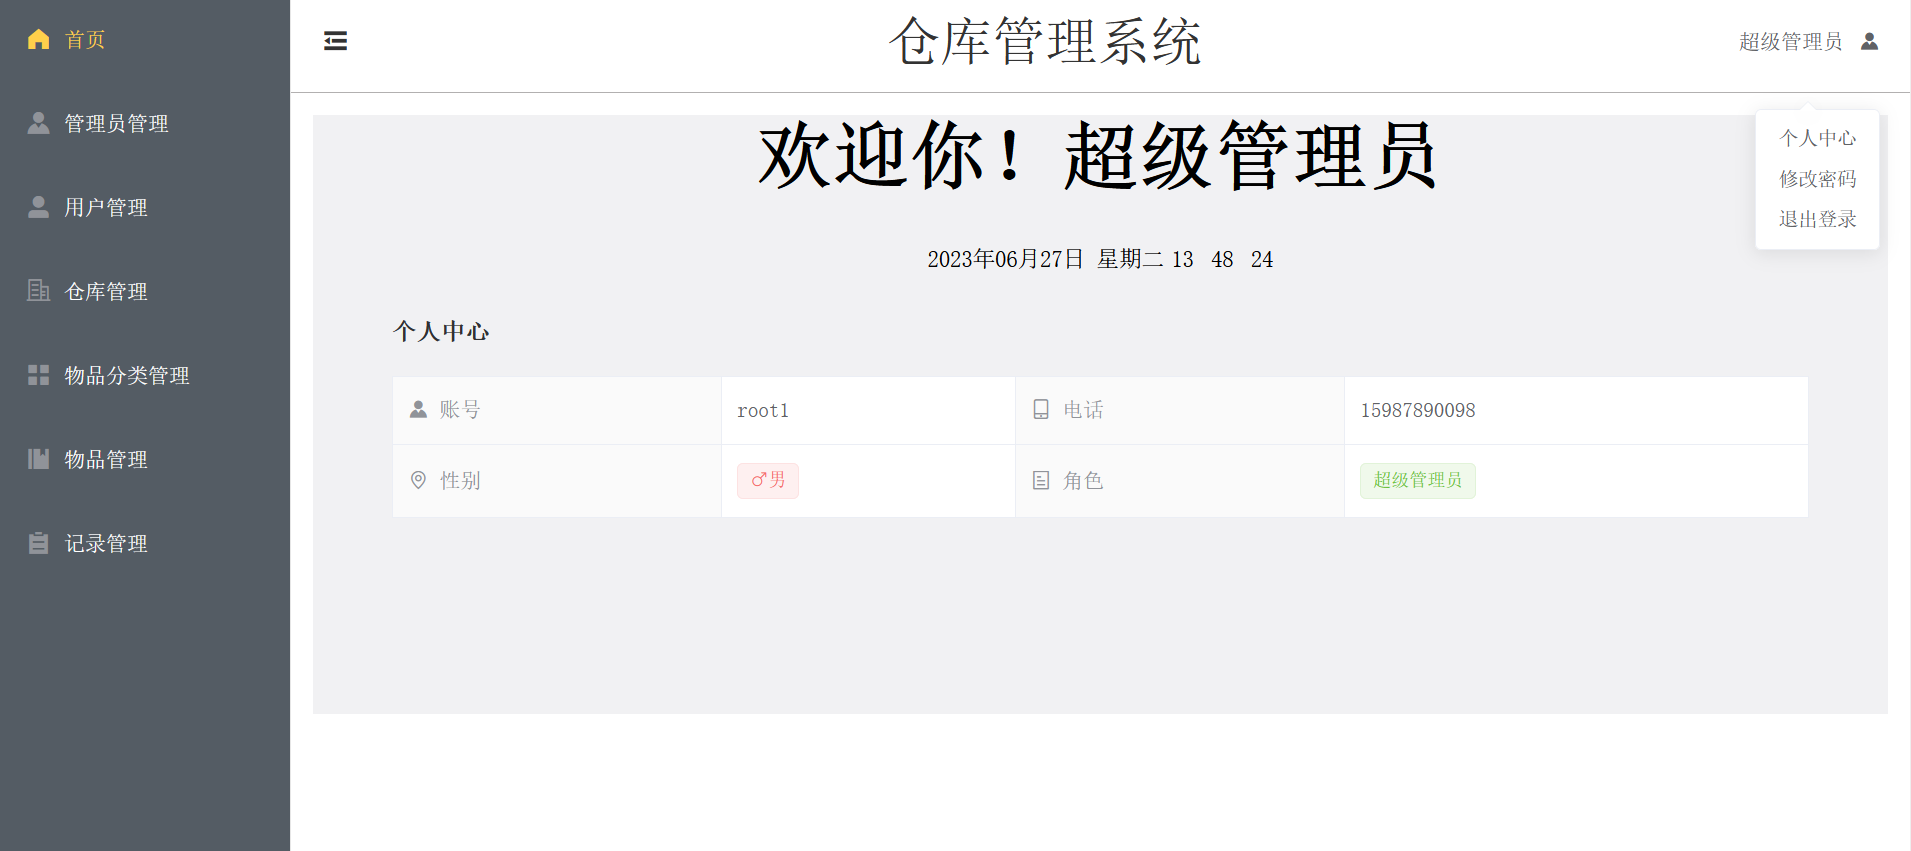 首页
管理员管理
用户管理
仓库管理
物品分类管理
物品管理
记录管理
仓库管理系统
超级管理员
个人中心
修改密码
退出登录
欢迎你！超级管理员
2023年06月27日 星期二 13 48 24
个人中心
账号 root1 电话 15987890098
性别 ♂男 角色 超级管理员